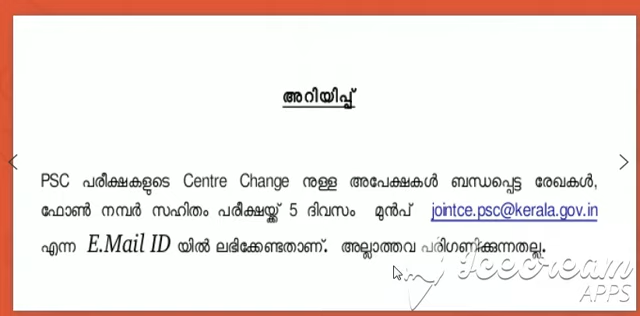 അറിയിപ്പ്
PSC പരീക്ഷകളുടെ Centre Change നുള്ള അപേക്ഷകൾ ബന്ധപ്പെട്ട രേഖകൾ,
ഫോൺ നമ്പർ സഹിതം പരീക്ഷയ്ക്ക് 5 ദിവസം മുൻപ് jointce.psc@kerala.gov.in
എന്ന E.Mail ID യിൽ ലഭിക്കേണ്ടതാണ്. അല്ലാത്തവ പരിഗണിക്കുന്നതല്ല.
Icecream
APPS